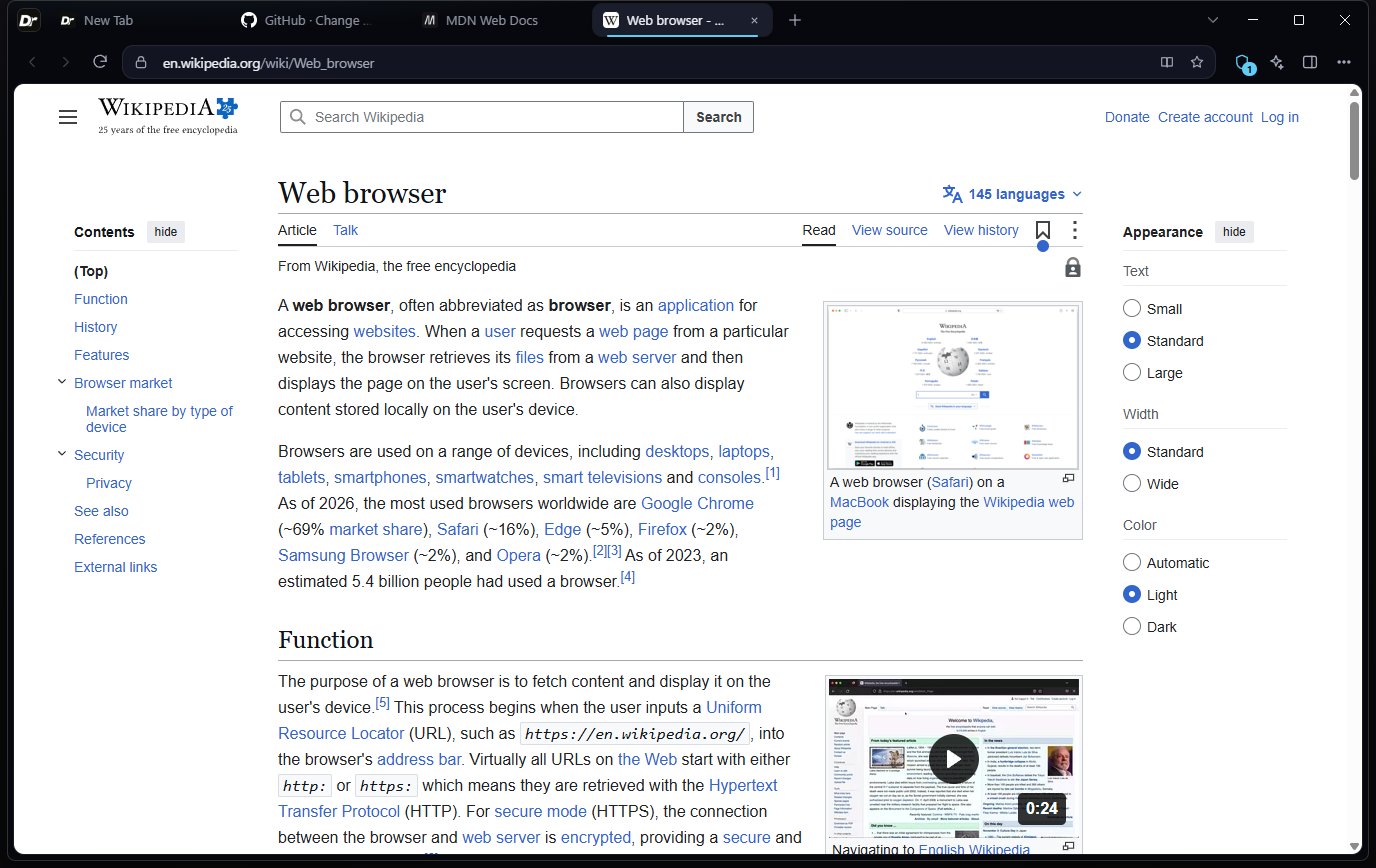 Dr
Dr New Tab
GitHub · Change ...
MDN Web Docs
W Web browser - ...
en.wikipedia.org/wiki/Web_browser
1
WIKIPEDIA 25
25 years of the free encyclopedia
Search Wikipedia
Search
Donate Create account Log in
Web browser
145 languages
Contents hide
(Top)
Function
History
Features
Browser market
Market share by type of
device
Security
Privacy
See also
References
External links
Article Talk
Read View source View history
From Wikipedia, the free encyclopedia
A web browser, often abbreviated as browser, is an application for
accessing websites. When a user requests a web page from a particular
website, the browser retrieves its files from a web server and then
displays the page on the user's screen. Browsers can also display
content stored locally on the user's device.
Browsers are used on a range of devices, including desktops, laptops,
tablets, smartphones, smartwatches, smart televisions and consoles.[1]
As of 2026, the most used browsers worldwide are Google Chrome
(~69% market share), Safari (~16%), Edge (~5%), Firefox (~2%),
Samsung Browser (~2%), and Opera (~2%).[2][3] As of 2023, an
estimated 5.4 billion people had used a browser.[4]
WIKIPEDIA
A web browser (Safari) on a
MacBook displaying the Wikipedia web
page
Function
The purpose of a web browser is to fetch content and display it on the
user's device.[5] This process begins when the user inputs a Uniform
Resource Locator (URL), such as https://en.wikipedia.org/, into
the browser's address bar. Virtually all URLs on the Web start with either
http: or https: which means they are retrieved with the Hypertext
Transfer Protocol (HTTP). For secure mode (HTTPS), the connection
between the browser and web server is encrypted, providing a secure and
Welcome to Wikipedia,
0:24
Navigating to English Wikipedia
Appearance hide
Text
Small
Standard
Large
Width
Standard
Wide
Color
Automatic
Light
Dark